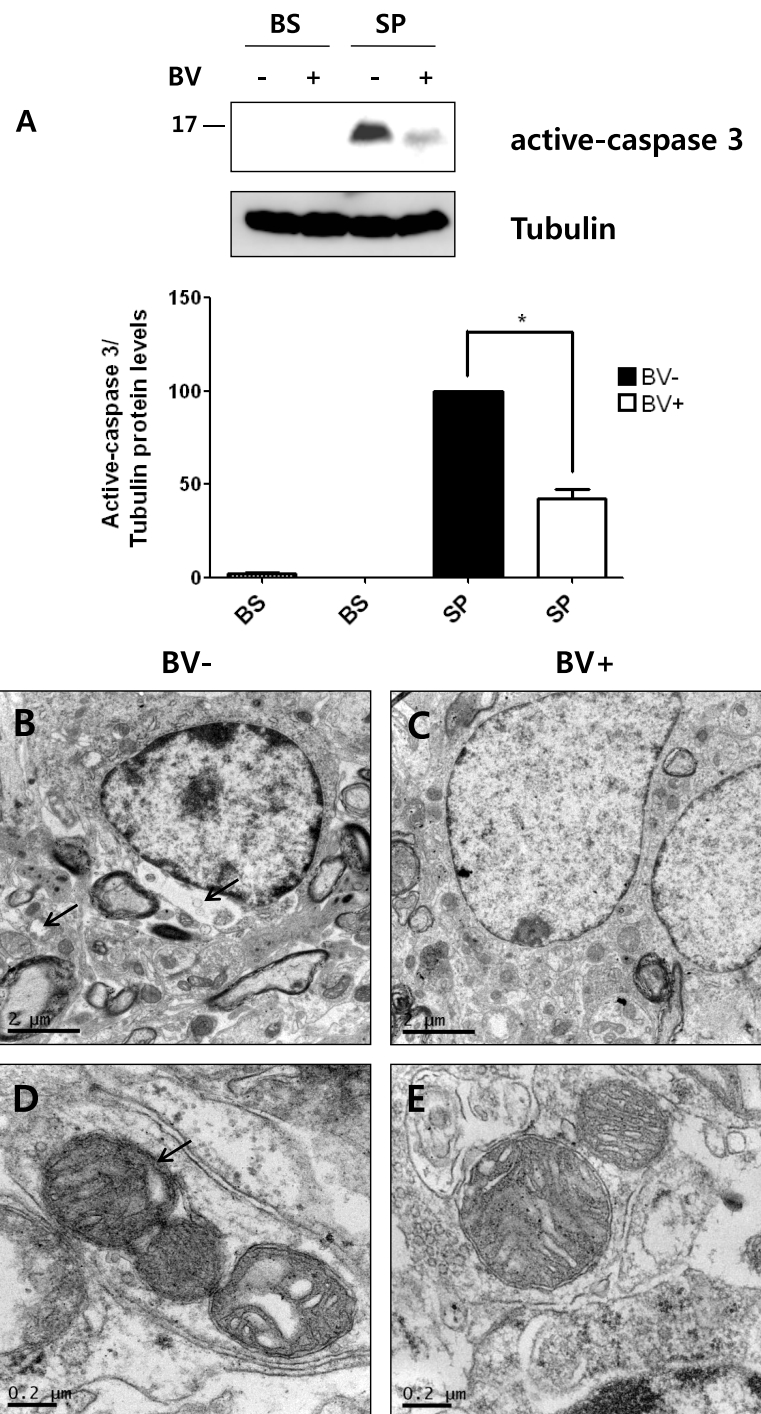 BS SP
BV - + - +
A
17
active-caspase 3
Tubulin
Active-caspase 3/
Tubulin protein levels
150
100
50
0
*
BV-
BV+
BS BS SP SP
BV- BV+
B C
2 µm 2 µm
D E
0.2 µm 0.2 µm